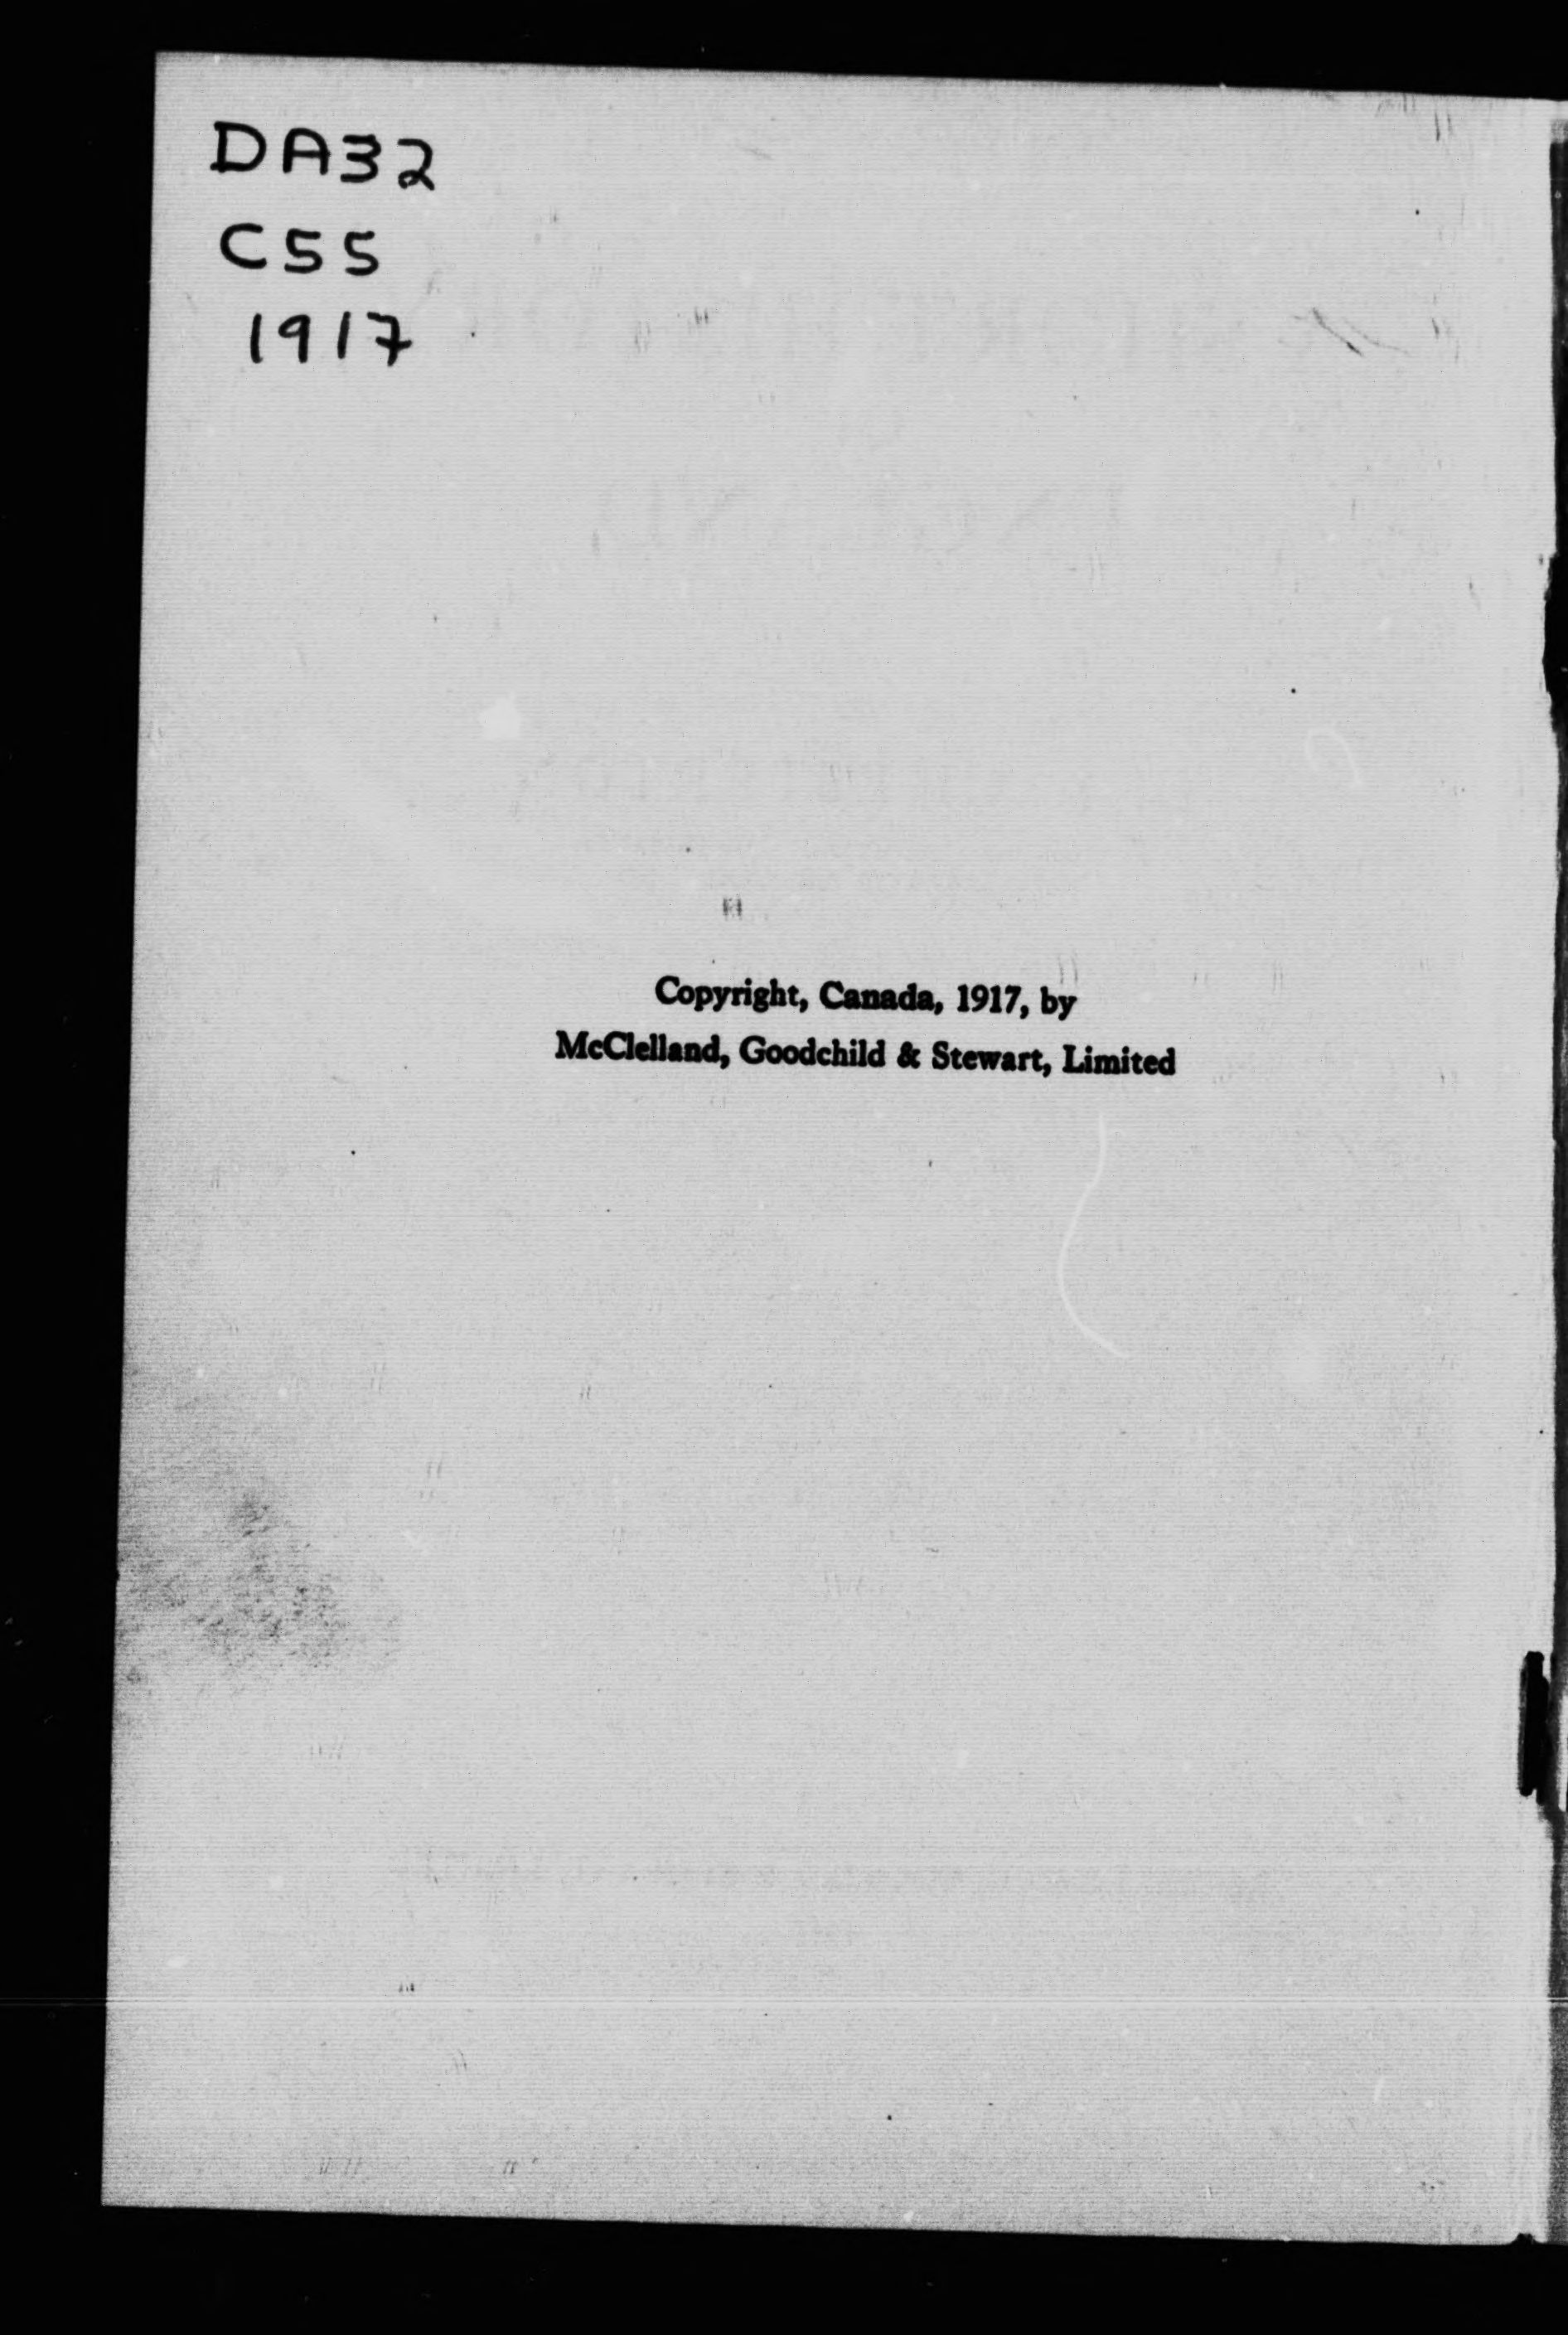 DA32
C55
1917
Copyright, Canada, 1917, by
McClelland, Goodchild & Stewart, Limited